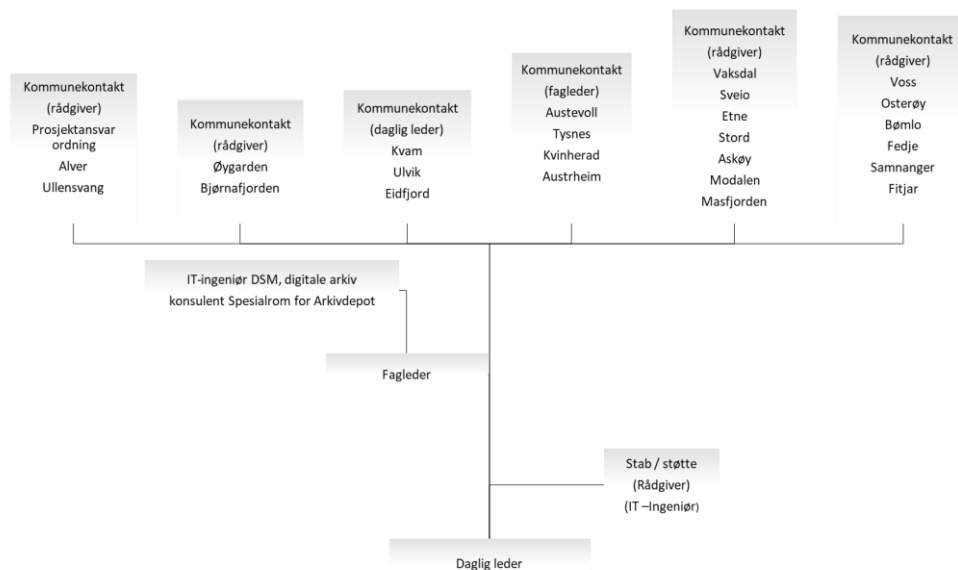 Kommunekontakt
(rådgiver)
Prosjektansvar
ordning
Alver
Ullensvang
Kommunekontakt
(rådgiver)
Øygarden
Bjørnafjorden
Kommunekontakt
(daglig leder)
Kvam
Ulvik
Eidfjord
Kommunekontakt
(fagleder)
Austevoll
Tysnes
Kvinherad
Austrheim
Kommunekontakt
(rådgiver)
Vaksdal
Sveio
Etne
Stord
Askøy
Modalen
Masfjorden
Kommunekontakt
(rådgiver)
Voss
Osterøy
Bømlo
Fedje
Samnanger
Fitjar
IT-ingeniør DSM, digitale arkiv
konsulent Spesialrom for Arkivdepot
Fagleder
Stab / støtte
(Rådgiver)
(IT –Ingeniør)
Daglig leder